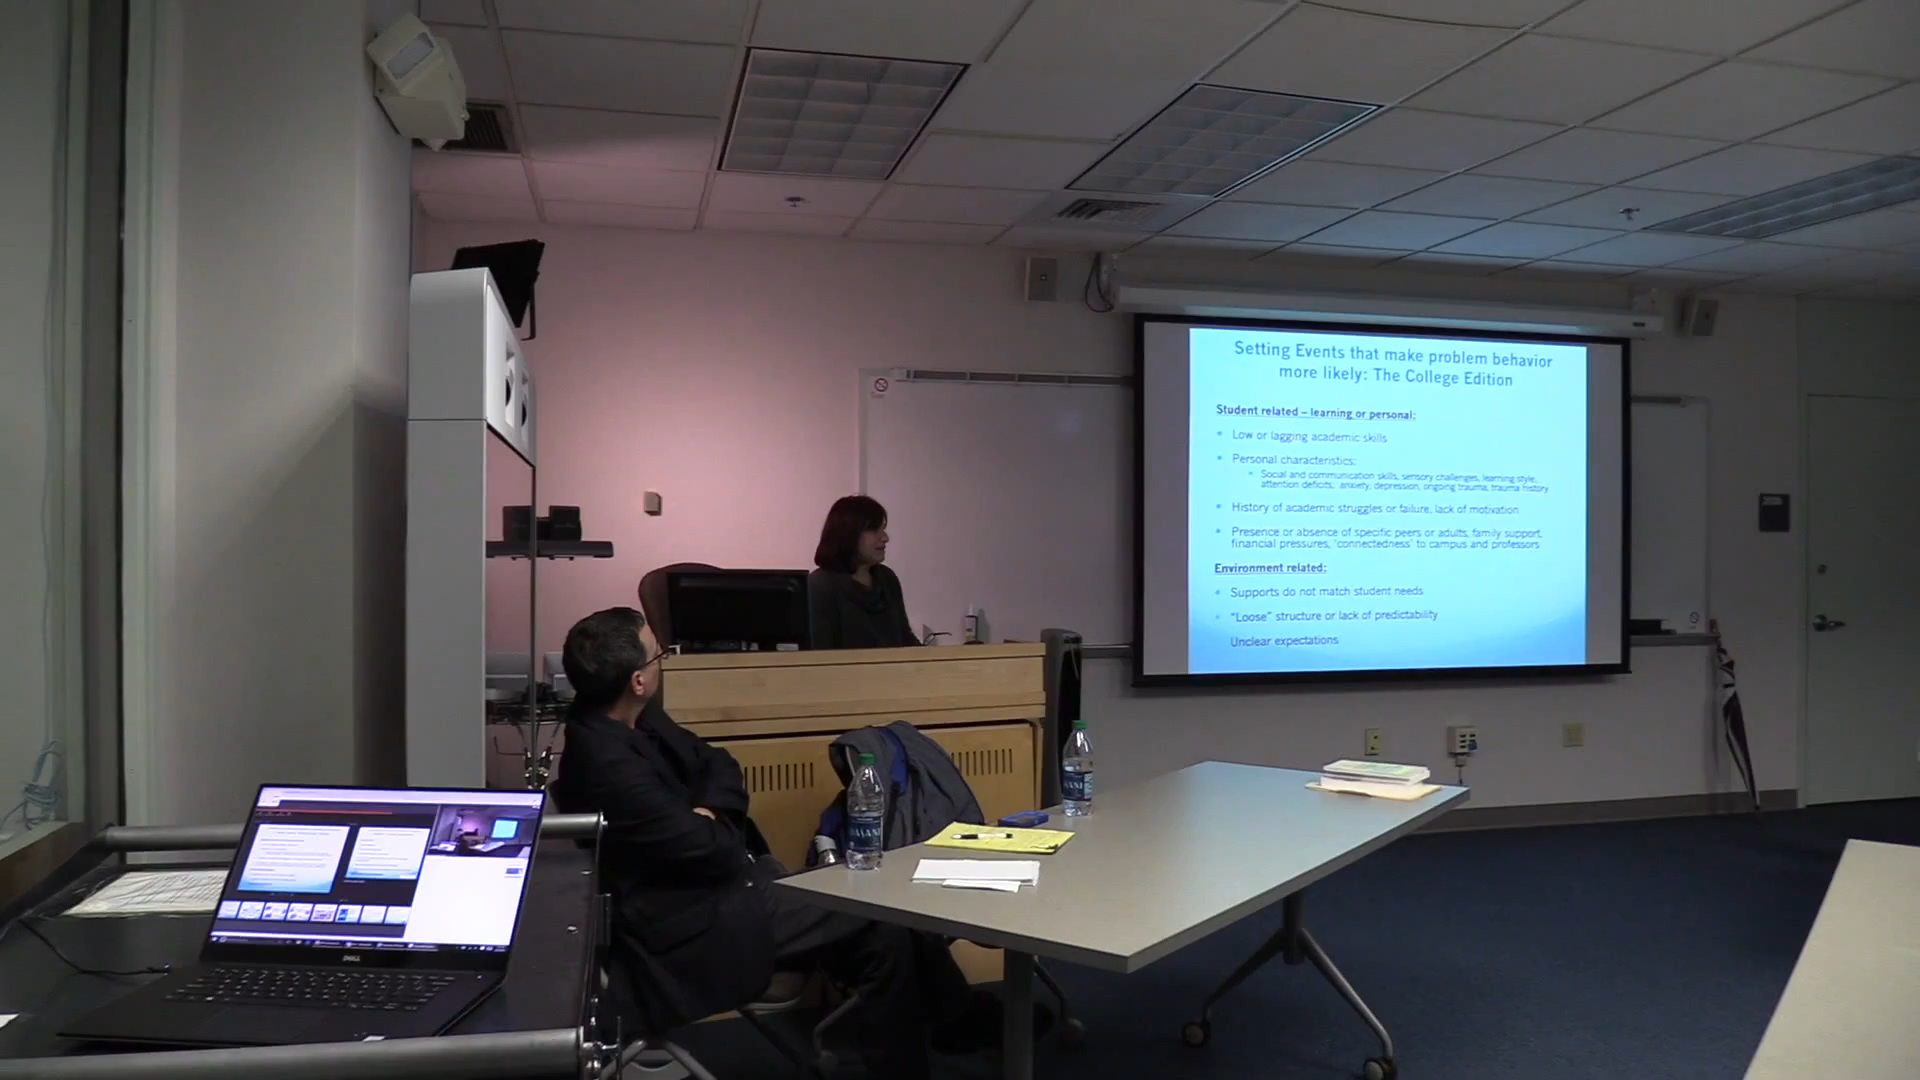 Setting Events that make problem behavior
more likely: The College Edition
Student related – learning or personal:
Low or lagging academic skills
Personal characteristics:
Social and communication skills, sensory challenges, learning style,
attention deficits, anxiety, depression, ongoing trauma, trauma history
History of academic struggles or failure, lack of motivation
Presence or absence of specific peers or adults, family support,
financial pressures, 'connectedness' to campus and professors
Environment related:
Supports do not match student needs
"Loose" structure or lack of predictability
Unclear expectations
DASANI
DELL